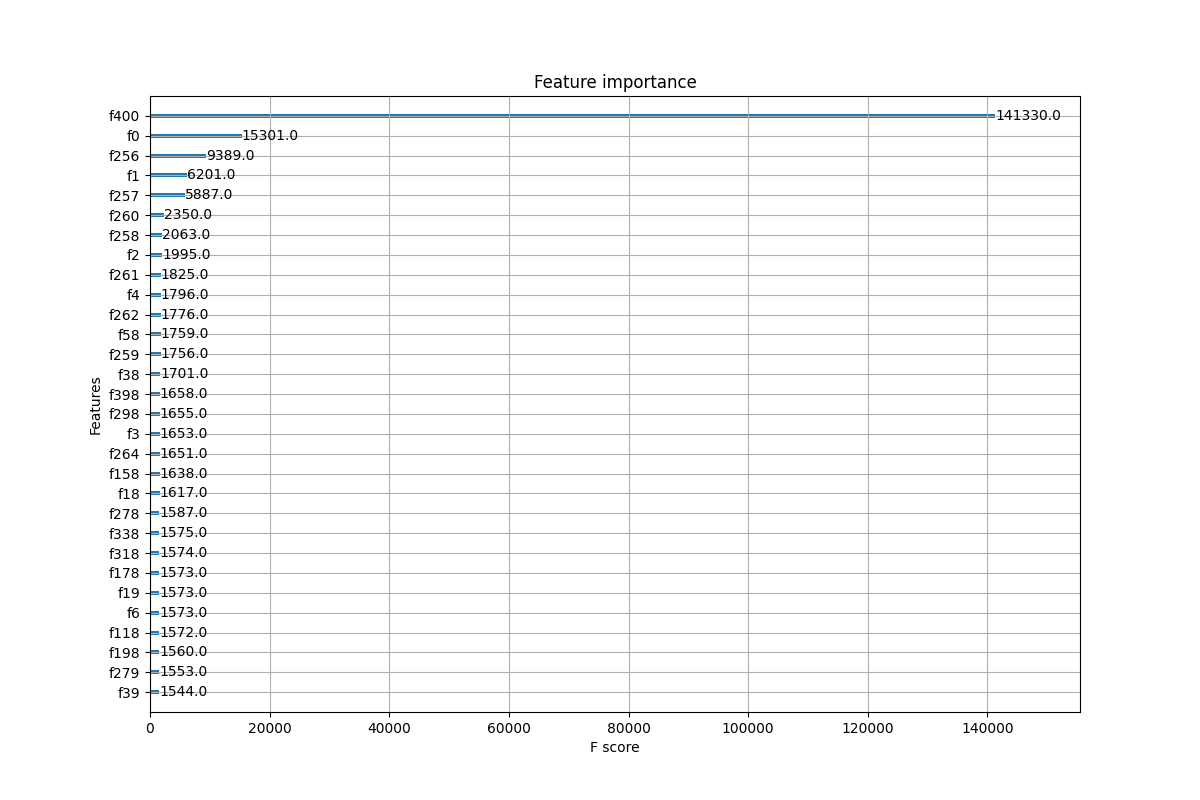 Feature importance
f400 141330.0
f0 15301.0
f256 9389.0
f1 6201.0
f257 5887.0
f260 2350.0
f258 2063.0
f2 1995.0
f261 1825.0
f4 1796.0
f262 1776.0
f58 1759.0
f259 1756.0
f38 1701.0
f398 1658.0
f298 1655.0
f3 1653.0
f264 1651.0
f158 1638.0
f18 1617.0
f278 1587.0
f338 1575.0
f318 1574.0
f178 1573.0
f19 1573.0
f6 1573.0
f118 1572.0
f198 1560.0
f279 1553.0
f39 1544.0
Features
0 20000 40000 60000 80000 100000 120000 140000
F score